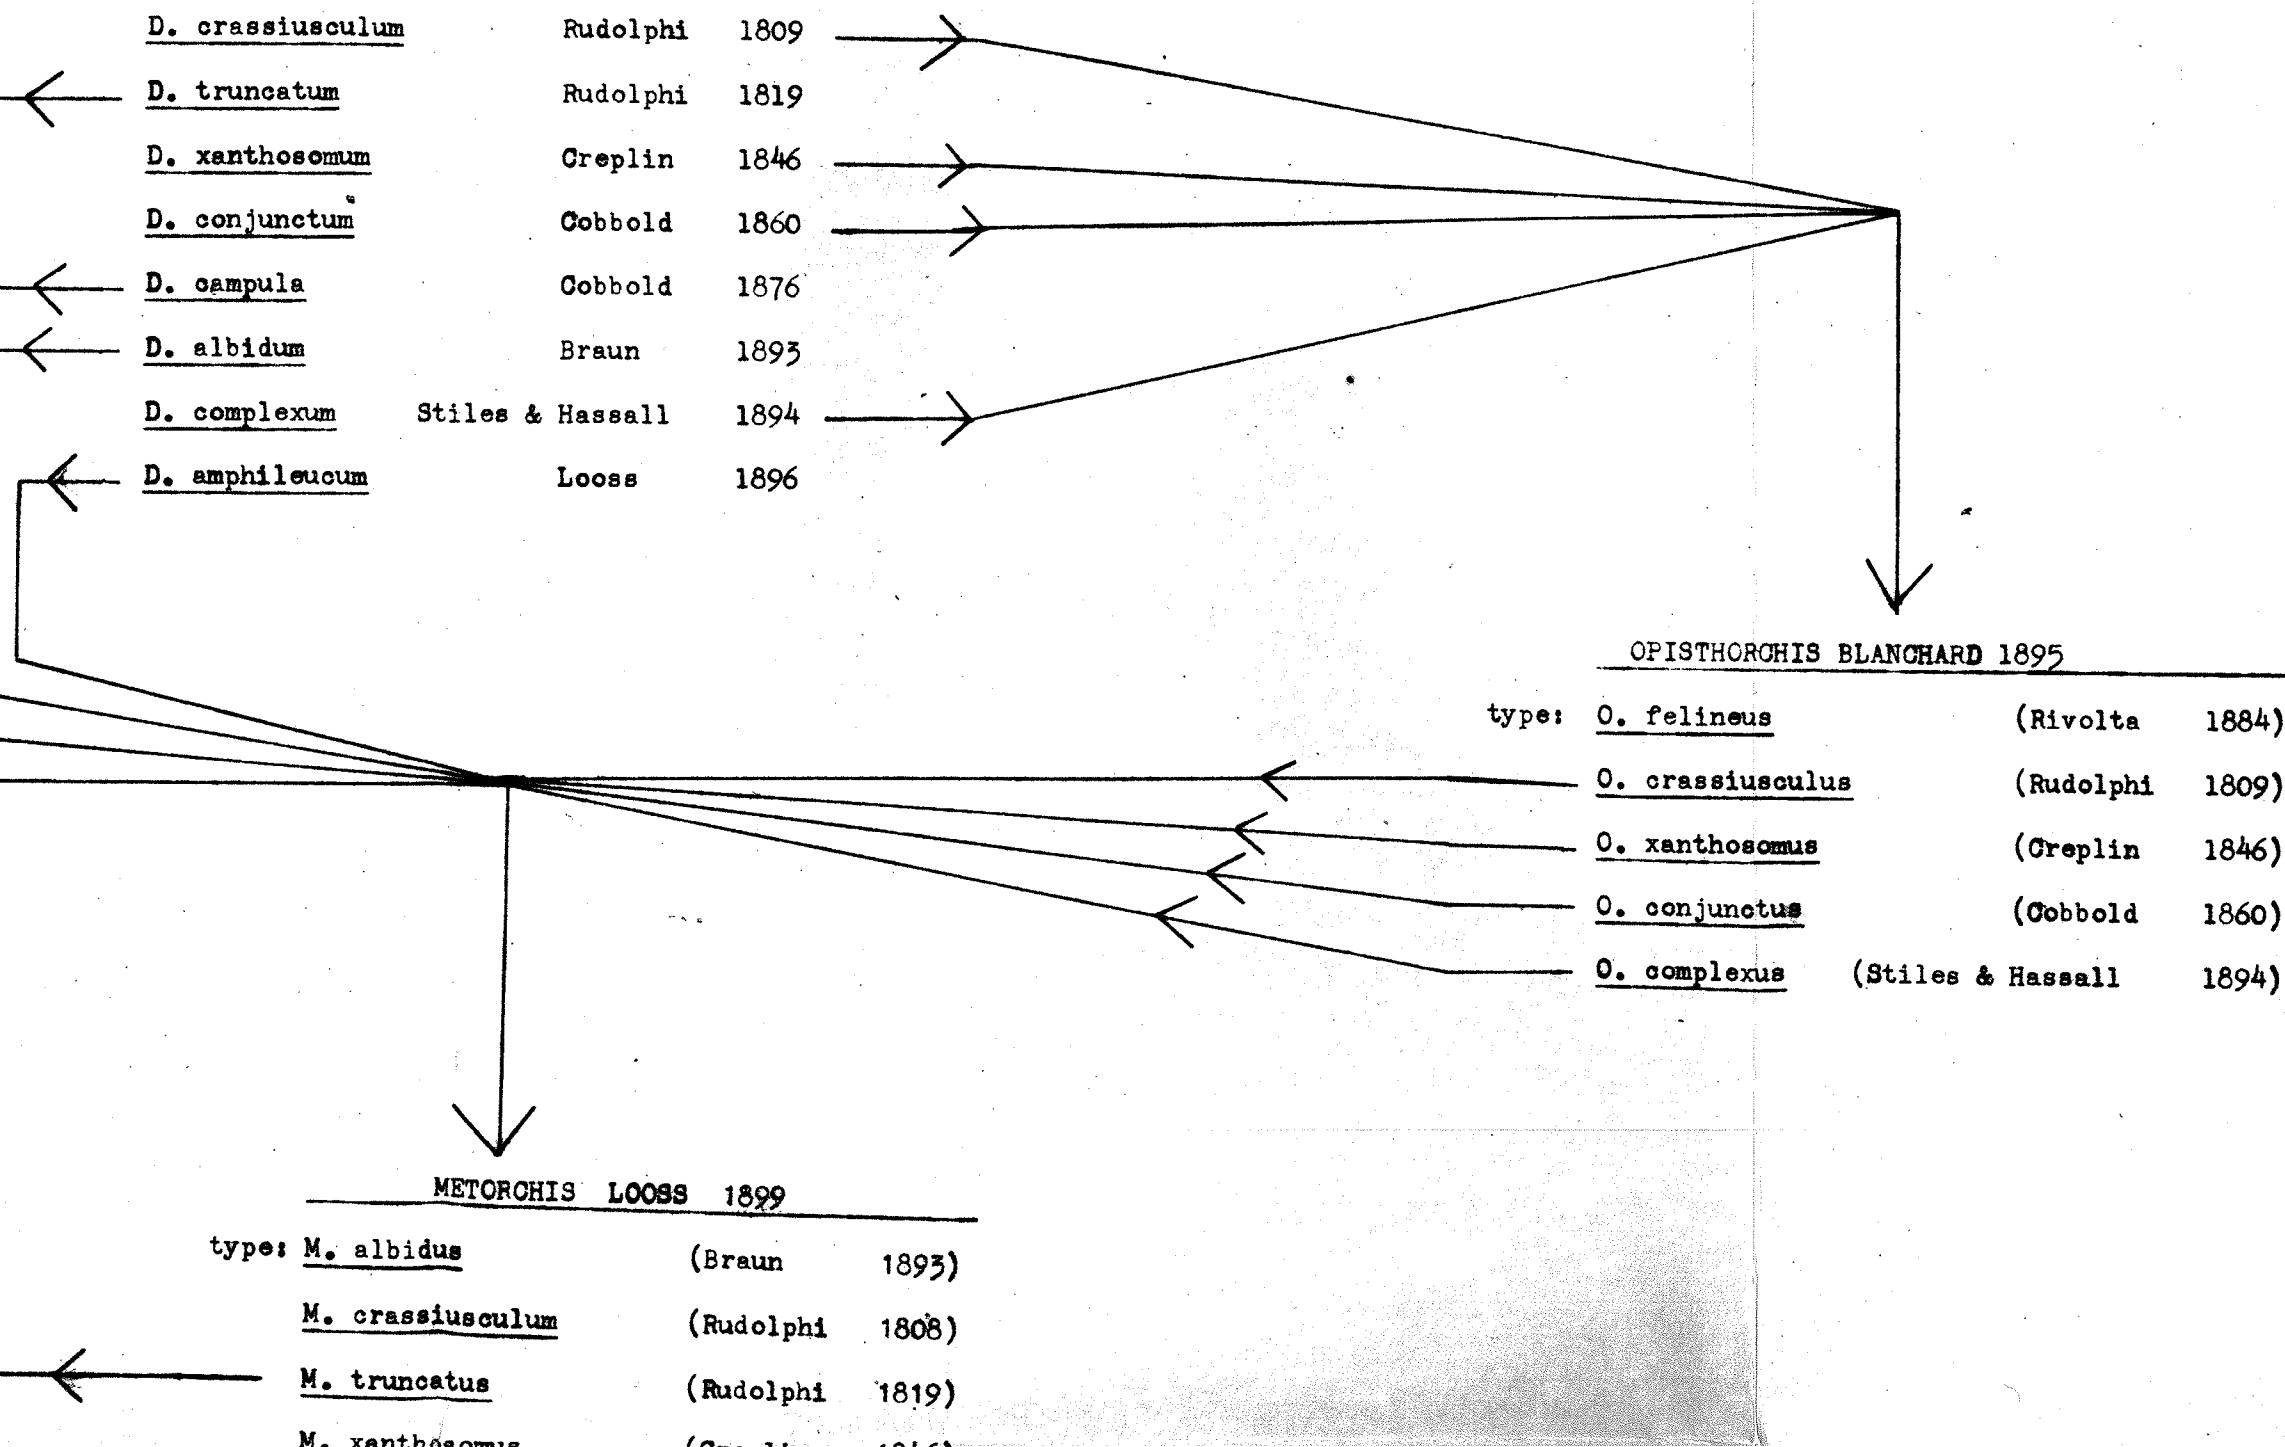 D. crassiusculum Rudolphi 1809
D. truncatum Rudolphi 1819
D. xanthosomum Creplin 1846
D. conjunctum Cobbold 1860
D. campula Cobbold 1876
D. albidum Braun 1893
D. complexum Stiles & Hassall 1894
D. amphileucum Looss 1896
OPISTHORCHIS BLANCHARD 1895
type: O. felineus (Rivolta 1884)
O. crassiusculus (Rudolphi 1809)
O. xanthosomus (Creplin 1846)
O. conjunctus (Cobbold 1860)
O. complexus (Stiles & Hassall 1894)
METORCHIS LOOSS 1899
type: M. albidus (Braun 1893)
M. crassiusculum (Rudolphi 1808)
M. truncatus (Rudolphi 1819)
M. xanthosomus